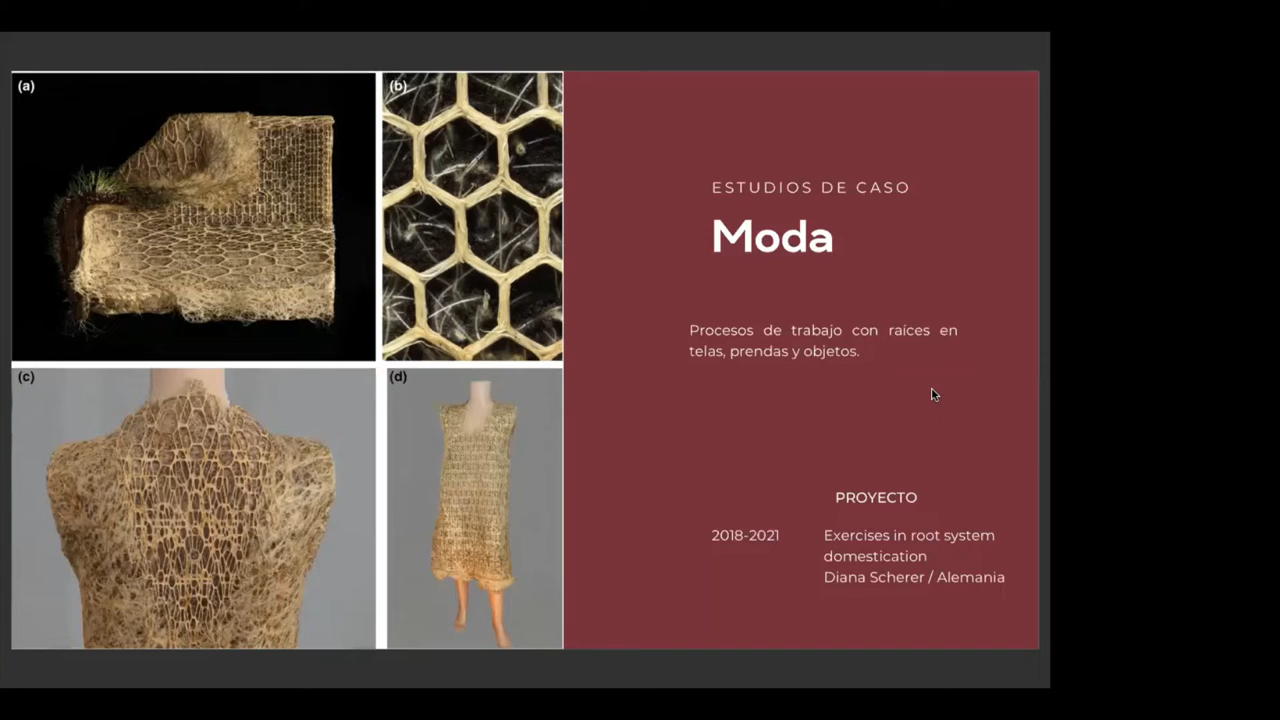 (a)
(b)
(c)
(d)
ESTUDIOS DE CASO
Moda
Procesos de trabajo con raíces en
telas, prendas y objetos.
PROYECTO
2018-2021
Exercises in root system
domestication
Diana Scherer / Alemania